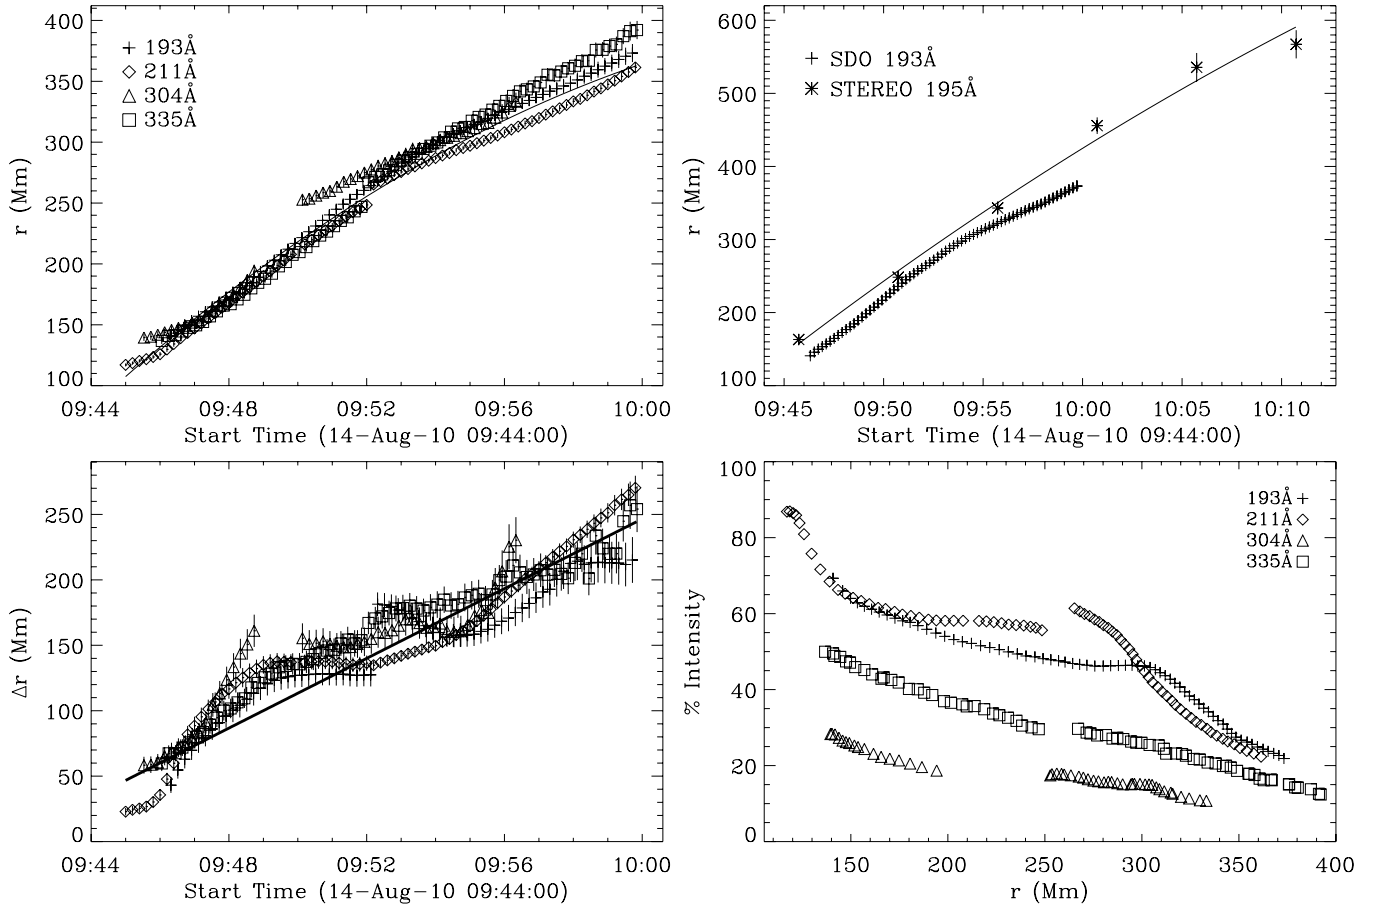 400
350
300
250
200
150
100
r (Mm)
193Å
211Å
304Å
335Å
09:44
09:48
09:52
09:56
10:00
Start Time (14-Aug-10 09:44:00)
600
500
400
300
200
100
r (Mm)
SDO 193Å
STEREO 195Å
09:45
09:50
09:55
10:00
10:05
10:10
Start Time (14-Aug-10 09:44:00)
250
200
150
100
50
0
Δr (Mm)
09:44
09:48
09:52
09:56
10:00
Start Time (14-Aug-10 09:44:00)
100
80
60
40
20
0
% Intensity
193Å
211Å
304Å
335Å
150
200
250
300
350
400
r (Mm)